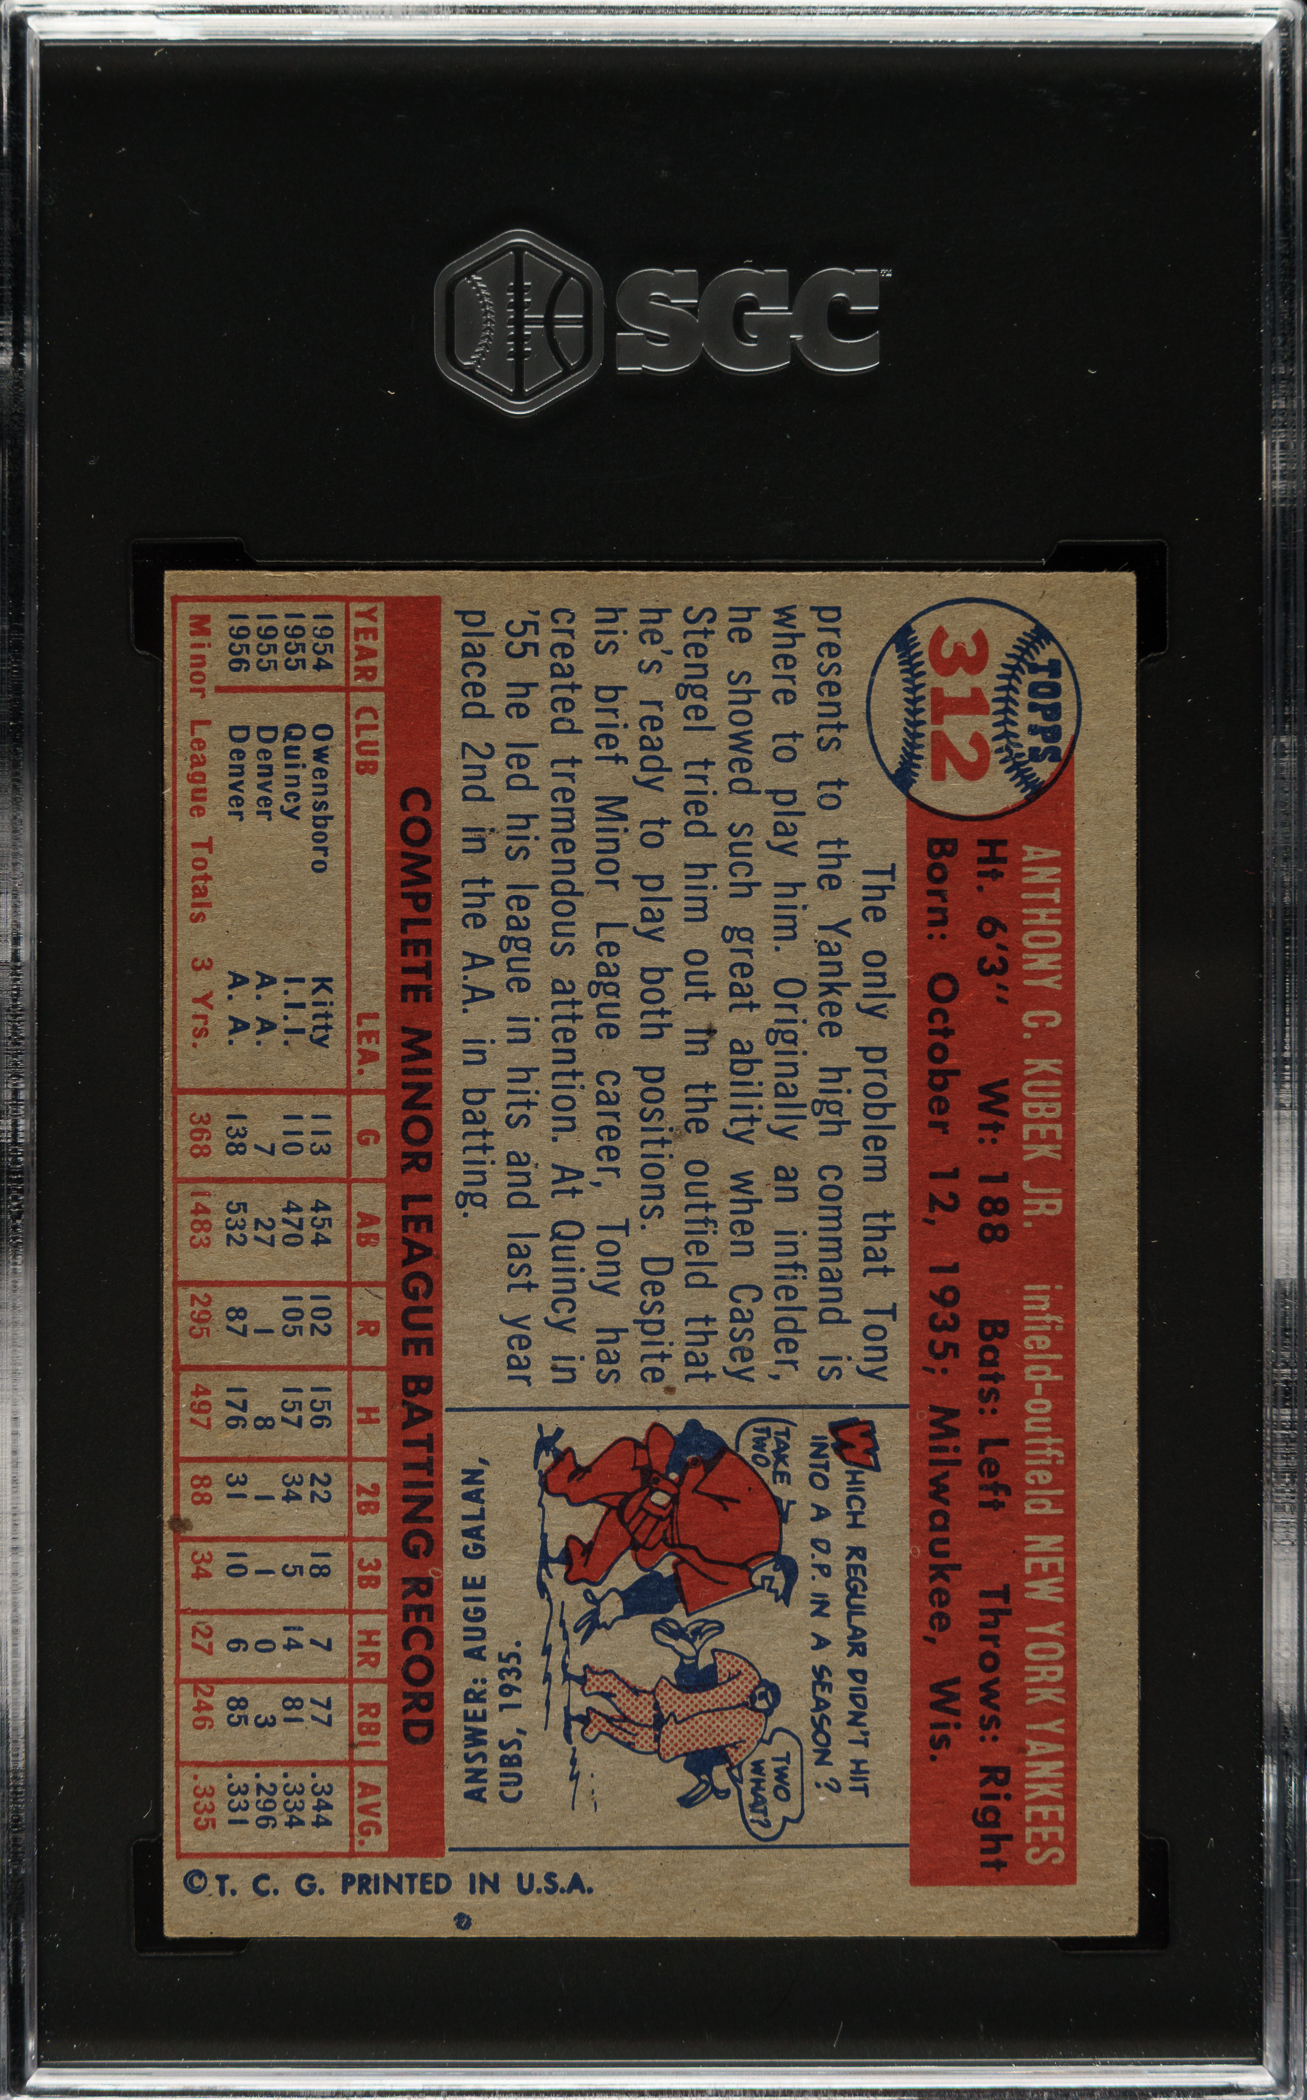 SGC
TOPPS
312
ANTHONY C. KUBEK JR. infield-outfield NEW YORK YANKEES
Ht. 6'3" Wt: 188 Bats: Left Throws: Right
Born: October 12, 1935; Milwaukee, Wis.
The only problem that Tony
presents to the Yankee high command is
where to play him. Originally an infielder,
he showed such great ability when Casey
Stengel tried him out in the outfield that
he's ready to play both positions. Despite
his brief Minor League career, Tony has
created tremendous attention. At Quincy in
'55 he led his league in hits and last year
placed 2nd in the A.A. in batting.
WHICH REGULAR DIDN'T HIT
INTO A D.P. IN A SEASON?
TAKE
TWO
TWO
WHAT?
ANSWER: AUGIE GALAN,
CUBS, 1935.
COMPLETE MINOR LEAGUE BATTING RECORD
YEAR CLUB LEA. G AB R H 2B 3B HR RBI AVG.
1954 Owensboro Kitty 113 454 102 156 22 18 7 77 .344
1955 Quincy I.I.I. 110 470 105 157 34 5 14 81 .334
1955 Denver A. A. 7 27 1 8 1 1 0 3 .296
1956 Denver A. A. 138 532 87 176 31 10 6 85 .331
Minor League Totals 3 Yrs. 368 1483 295 497 88 34 27 246 .335
©T. C. G. PRINTED IN U.S.A.